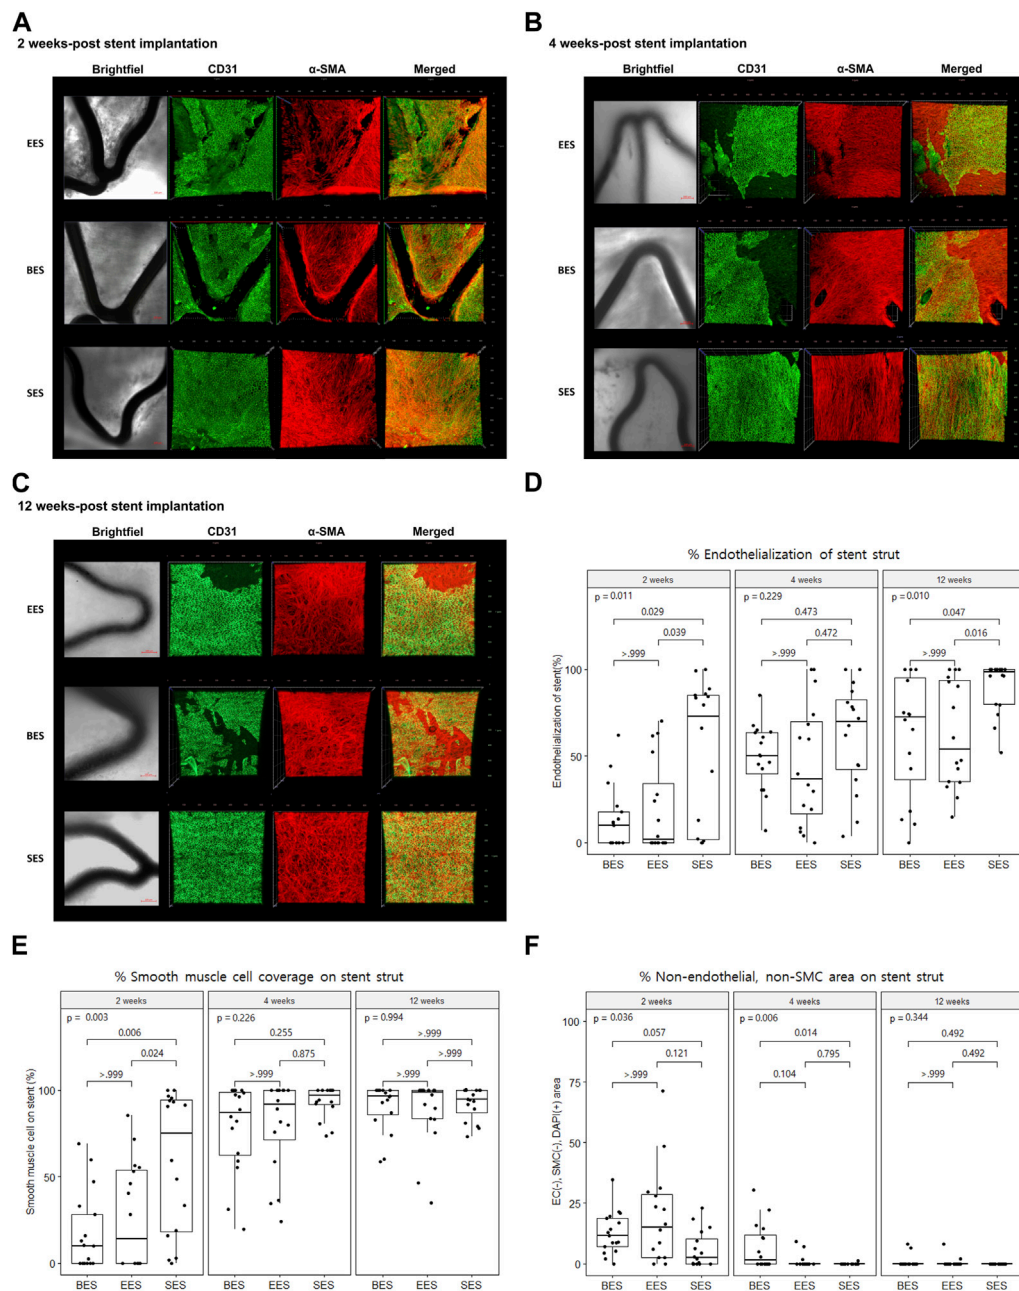 A
2 weeks-post stent implantation
Brightfiel CD31 α-SMA Merged
EES
BES
SES
B
4 weeks-post stent implantation
Brightfiel CD31 α-SMA Merged
EES
BES
SES
C
12 weeks-post stent implantation
Brightfiel CD31 α-SMA Merged
EES
BES
SES
D
% Endothelialization of stent strut
2 weeks 4 weeks 12 weeks
p = 0.011 p = 0.229 p = 0.010
0.029 0.473 0.047
0.039 0.472 0.016
>.999 >.999 >.999
Endothelialization of stent(%)
100
50
0
BES EES SES BES EES SES BES EES SES
E
% Smooth muscle cell coverage on stent strut
2 weeks 4 weeks 12 weeks
p = 0.003 p = 0.226 p = 0.994
0.006 0.255 >.999
0.024 0.875 >.999
>.999 >.999 >.999
Smooth muscle cell on stent (%)
100
50
0
BES EES SES BES EES SES BES EES SES
F
% Non-endothelial, non-SMC area on stent strut
2 weeks 4 weeks 12 weeks
p = 0.036 p = 0.006 p = 0.344
0.057 0.014 0.492
0.121 0.795 0.492
>.999 0.104 >.999
EC(-), SMC(-), DAPI(+) area
100
75
50
25
0
BES EES SES BES EES SES BES EES SES